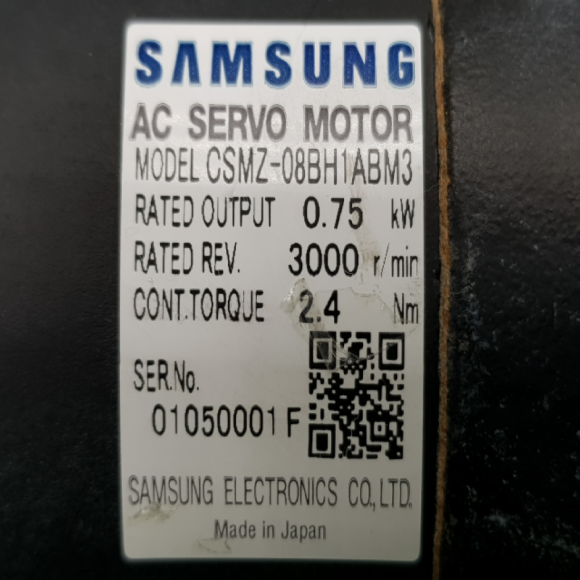 SAMSUNG
AC SERVO MOTOR
MODEL CSMZ-08BH1ABM3
RATED OUTPUT 0.75 kW
RATED REV. 3000 r/min
CONT.TORQUE 2.4 Nm
SER.No.
01050001F
SAMSUNG ELECTRONICS CO., LTD.
Made in Japan